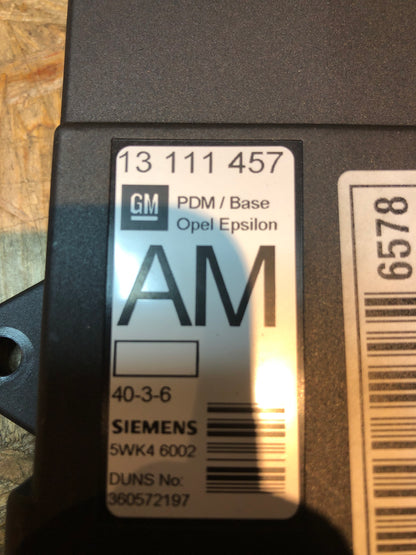 13 111 457
GM
PDM / Base
Opel Epsilon
AM
40-3-6
SIEMENS
5WK4 6002
DUNS No:
360572197
6578